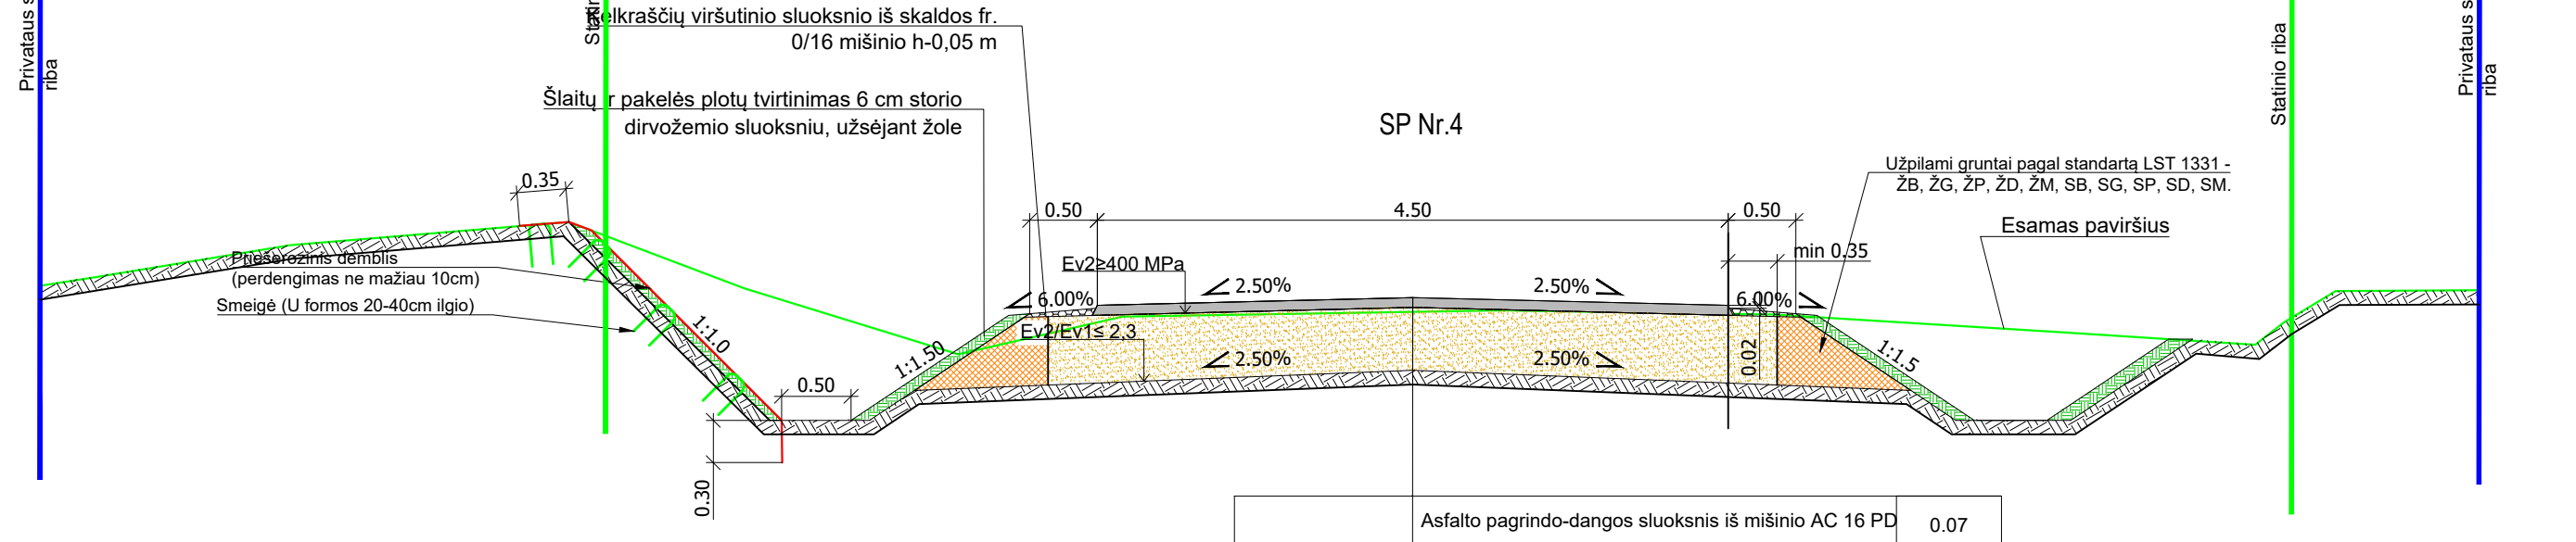 Privataus s
riba
Statin
elkraščių viršutinio sluoksnio iš skaldos fr.
0/16 mišinio h-0,05 m
Šlaitų ir pakelės plotų tvirtinimas 6 cm storio
dirvožemio sluoksniu, užsėjant žole
SP Nr.4
Statinio riba
Privataus s
riba
Užpilami gruntai pagal standartą LST 1331 -
ŽB, ŽG, ŽP, ŽD, ŽM, SB, SG, SP, SD, SM.
Esamas paviršius
0.35
0.50
4.50
0.50
min 0.35
Priešerozinis demblis
(perdengimas ne mažiau 10cm)
Smeigė (U formos 20-40cm ilgio)
Ev2≥400 MPa
6.00%
2.50%
2.50%
6.00%
Ev2/Ev1≤ 2,3
1:1.0
1:1.50
2.50%
2.50%
0.02
1:1.5
0.50
0.30
Asfalto pagrindo-dangos sluoksnis iš mišinio AC 16 PD
0.07